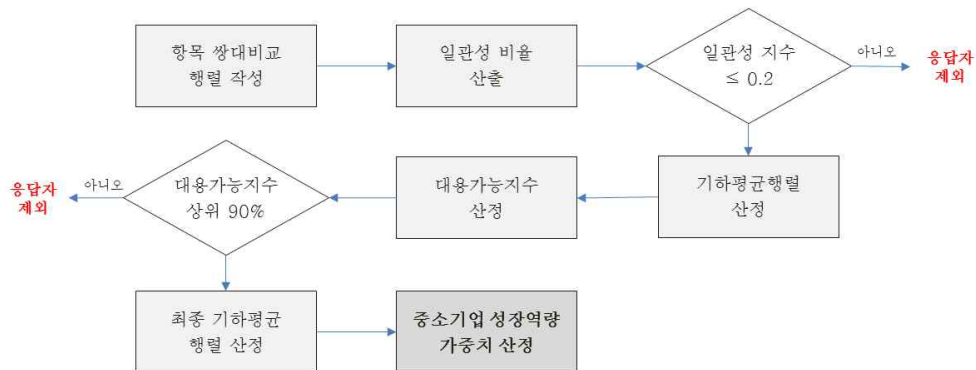 항목 쌍대비교
행렬 작성
일관성 비율
산출
일관성 지수
≤ 0.2
아니오
응답자
제외
응답자
제외
아니오
대용가능지수
상위 90%
대용가능지수
산정
기하평균행렬
산정
최종 기하평균
행렬 산정
중소기업 성장역량
가중치 산정